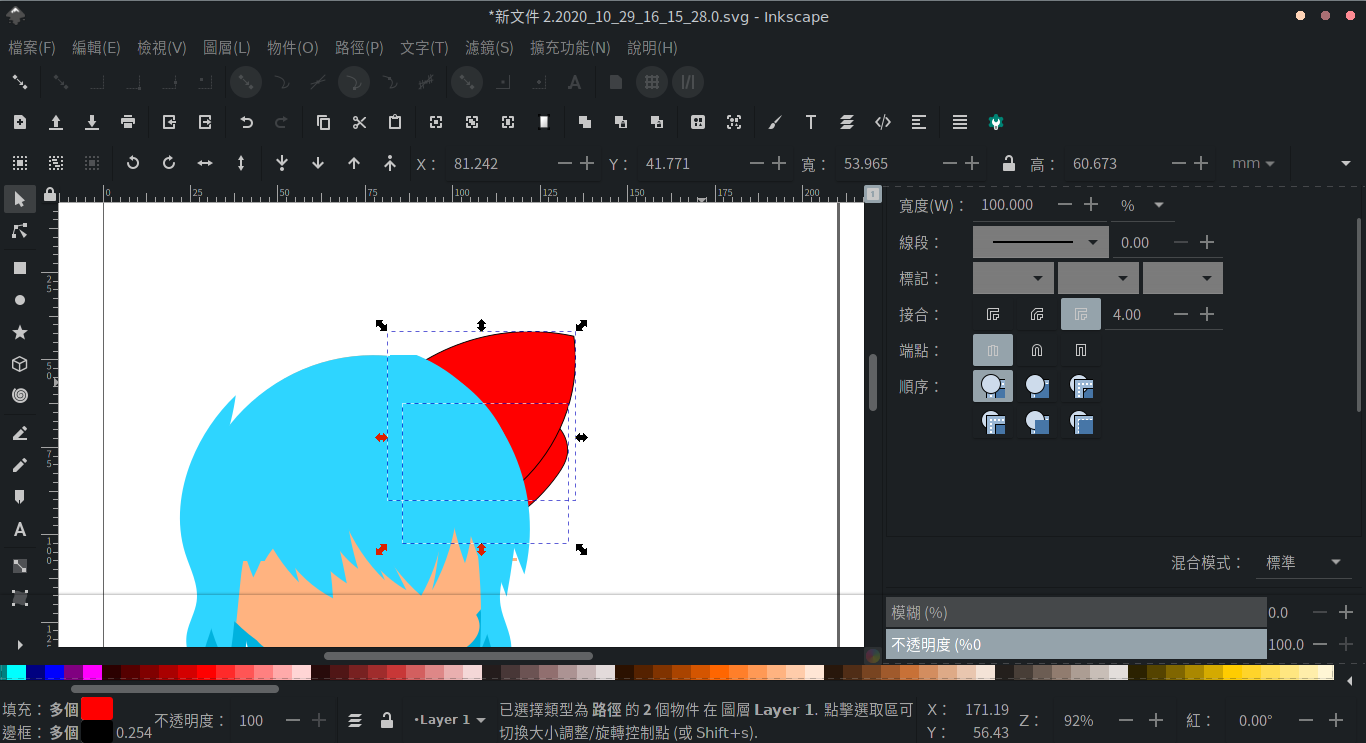 *新文件 2.2020_10_29_16_15_28.0.svg - Inkscape
檔案(F) 編輯(E) 檢視(V) 圖層(L) 物件(O) 路徑(P) 文字(T) 濾鏡(S) 擴充功能(N) 說明(H)
X： 81.242 Y： 41.771 寬： 53.965 高： 60.673 mm
0 25 50 75 100 125 150 175 200
1
寬度(W)： 100.000 %
線段： 0.00
標記：
接合： 4.00
端點：
順序：
25
50
75
100
12
混合模式： 標準
模糊 (%) 0.0
不透明度 (%0 100.0
填充： 多個 不透明度： 100 •Layer 1 已選擇類型為 路徑 的 2 個物件 在 圖層 Layer 1. 點擊選取區可 X： 171.19 Z： 92% 紅： 0.00°
邊框： 多個 0.254 切換大小調整/旋轉控制點 (或 Shift+s). Y： 56.43